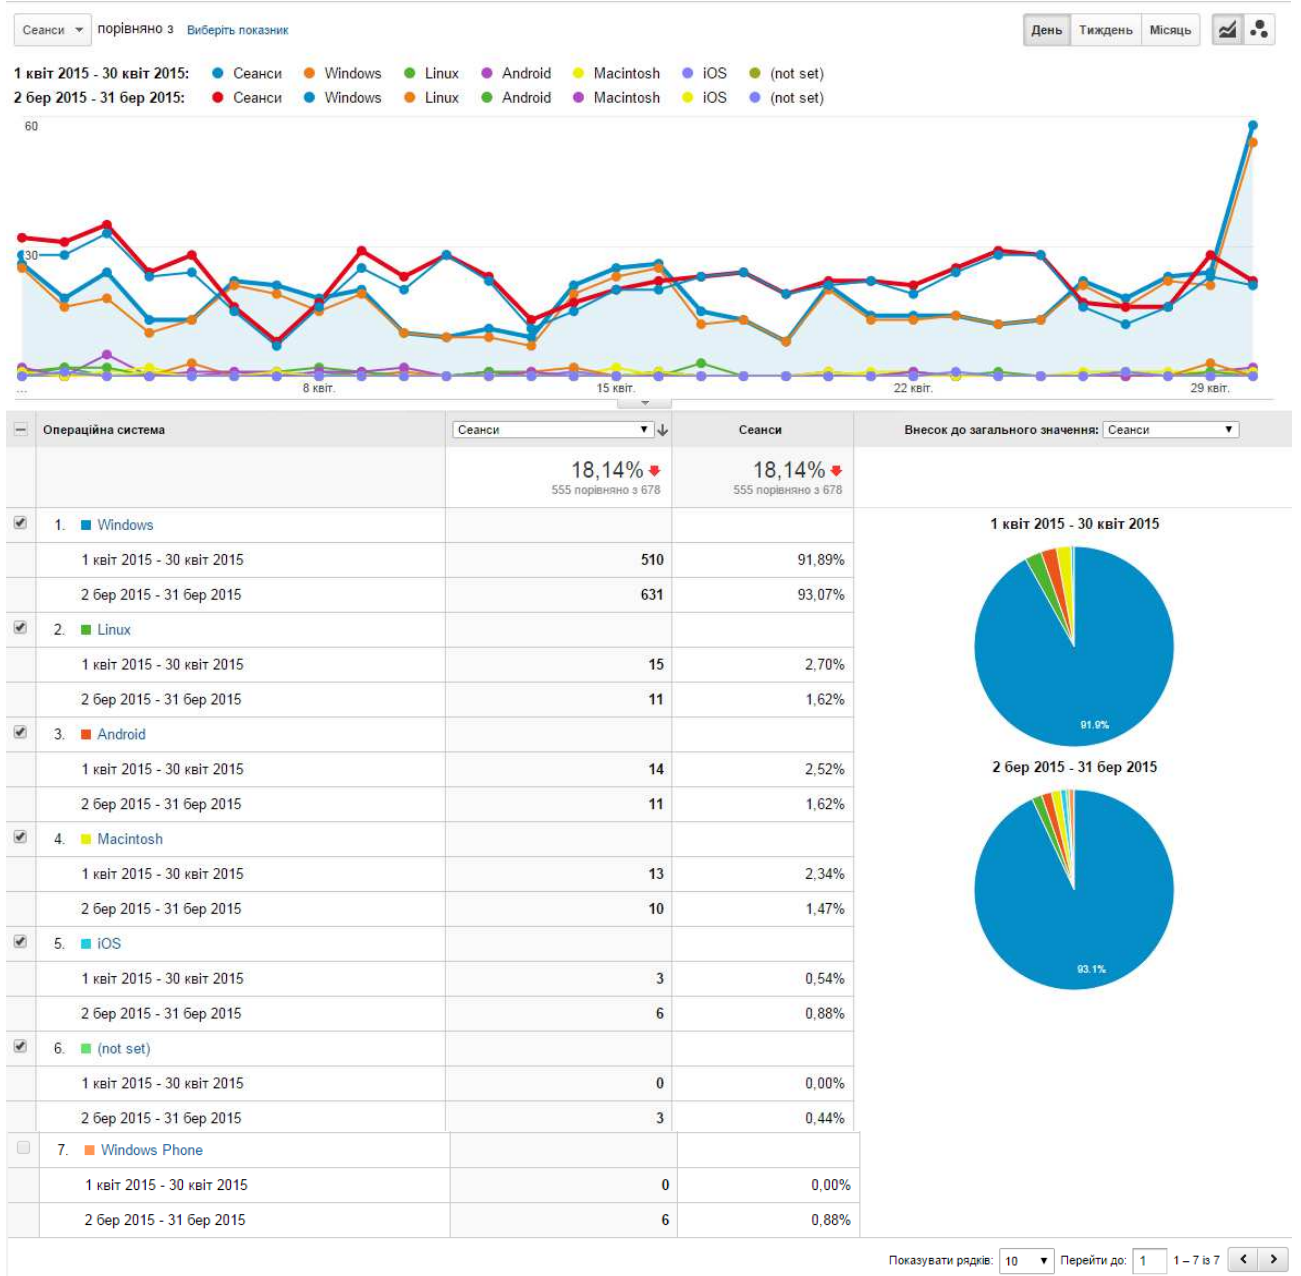 Сеанси порівняно з Виберіть показник День Тиждень Місяць
1 квіт 2015 - 30 квіт 2015: Сеанси Windows Linux Android Macintosh iOS (not set)
2 бер 2015 - 31 бер 2015: Сеанси Windows Linux Android Macintosh iOS (not set)
60
30
... 8 квіт. 15 квіт. 22 квіт. 29 квіт.
Операційна система Сеанси Сеанси Внесок до загального значення: Сеанси
18,14% 18,14%
555 порівняно з 678 555 порівняно з 678
1. Windows 1 квіт 2015 - 30 квіт 2015
1 квіт 2015 - 30 квіт 2015 510 91,89%
2 бер 2015 - 31 бер 2015 631 93,07%
2. Linux
1 квіт 2015 - 30 квіт 2015 15 2,70%
2 бер 2015 - 31 бер 2015 11 1,62%
91.9%
3. Android
2 бер 2015 - 31 бер 2015
1 квіт 2015 - 30 квіт 2015 14 2,52%
2 бер 2015 - 31 бер 2015 11 1,62%
4. Macintosh
1 квіт 2015 - 30 квіт 2015 13 2,34%
2 бер 2015 - 31 бер 2015 10 1,47%
5. iOS
93.1%
1 квіт 2015 - 30 квіт 2015 3 0,54%
2 бер 2015 - 31 бер 2015 6 0,88%
6. (not set)
1 квіт 2015 - 30 квіт 2015 0 0,00%
2 бер 2015 - 31 бер 2015 3 0,44%
7. Windows Phone
1 квіт 2015 - 30 квіт 2015 0 0,00%
2 бер 2015 - 31 бер 2015 6 0,88%
Показувати рядків: 10 Перейти до: 1 1 – 7 із 7